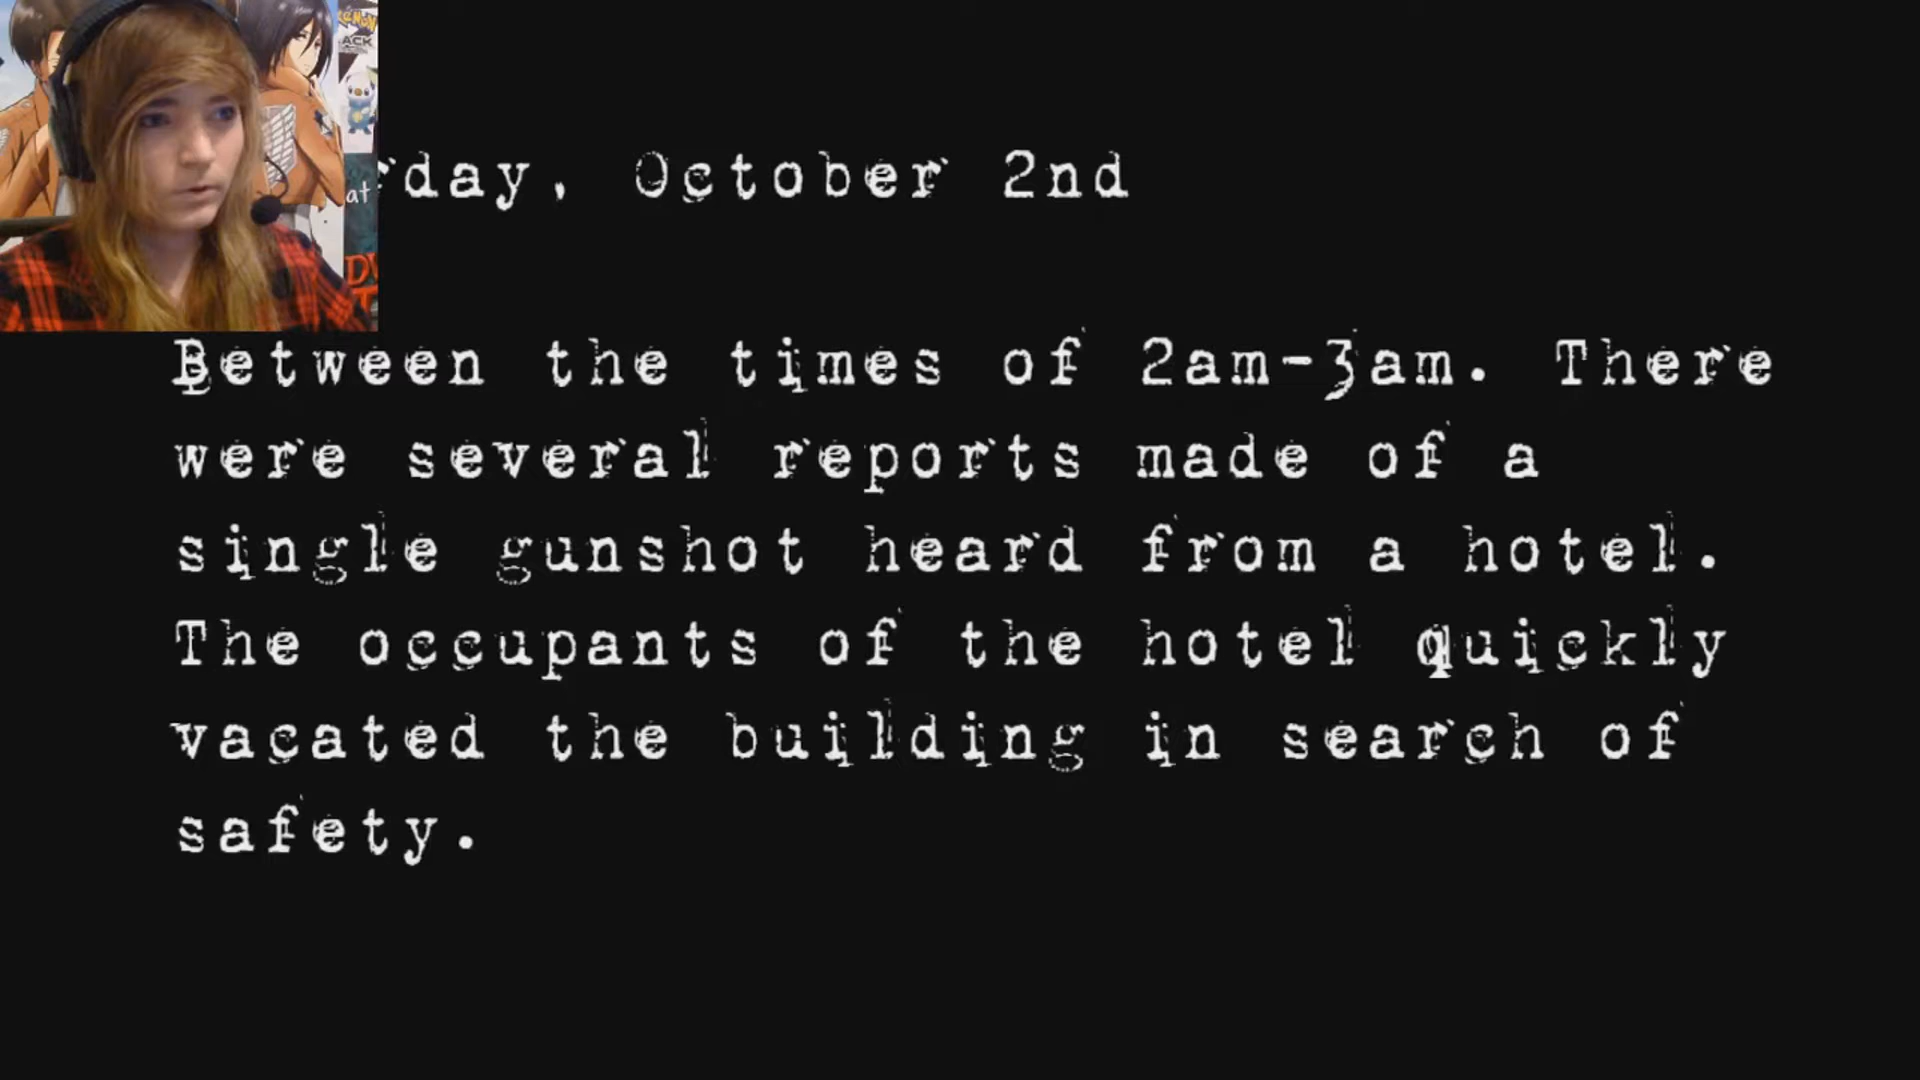 October 2nd
Between the times of 2am-3am. There
were several reports made of a
single gunshot heard from a hotel.
The occupants of the hotel quickly
vacated the building in search of
safety.